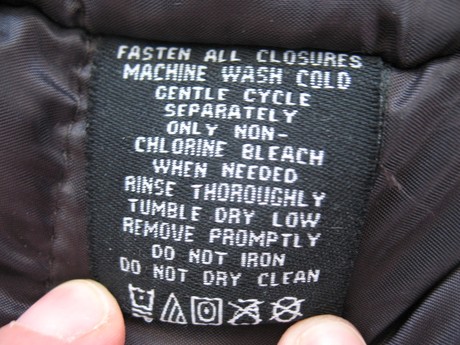 FASTEN ALL CLOSURES
MACHINE WASH COLD
GENTLE CYCLE
SEPARATELY
ONLY NON-
CHLORINE BLEACH
WHEN NEEDED
RINSE THOROUGHLY
TUMBLE DRY LOW
REMOVE PROMPTLY
DO NOT IRON
DO NOT DRY CLEAN